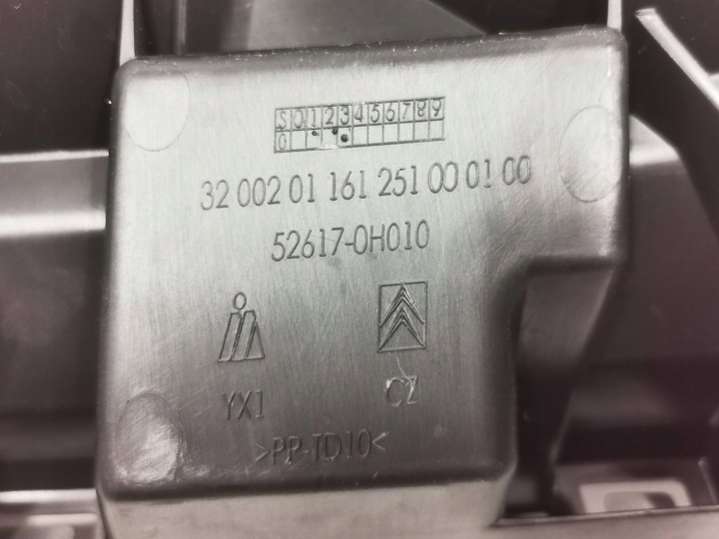 S 0 1 2 3 4 5 6 7 8 9
0
32 002 01 161 251 00 01 00
52617-0H010
YX1 CZ
>PP-TD10<